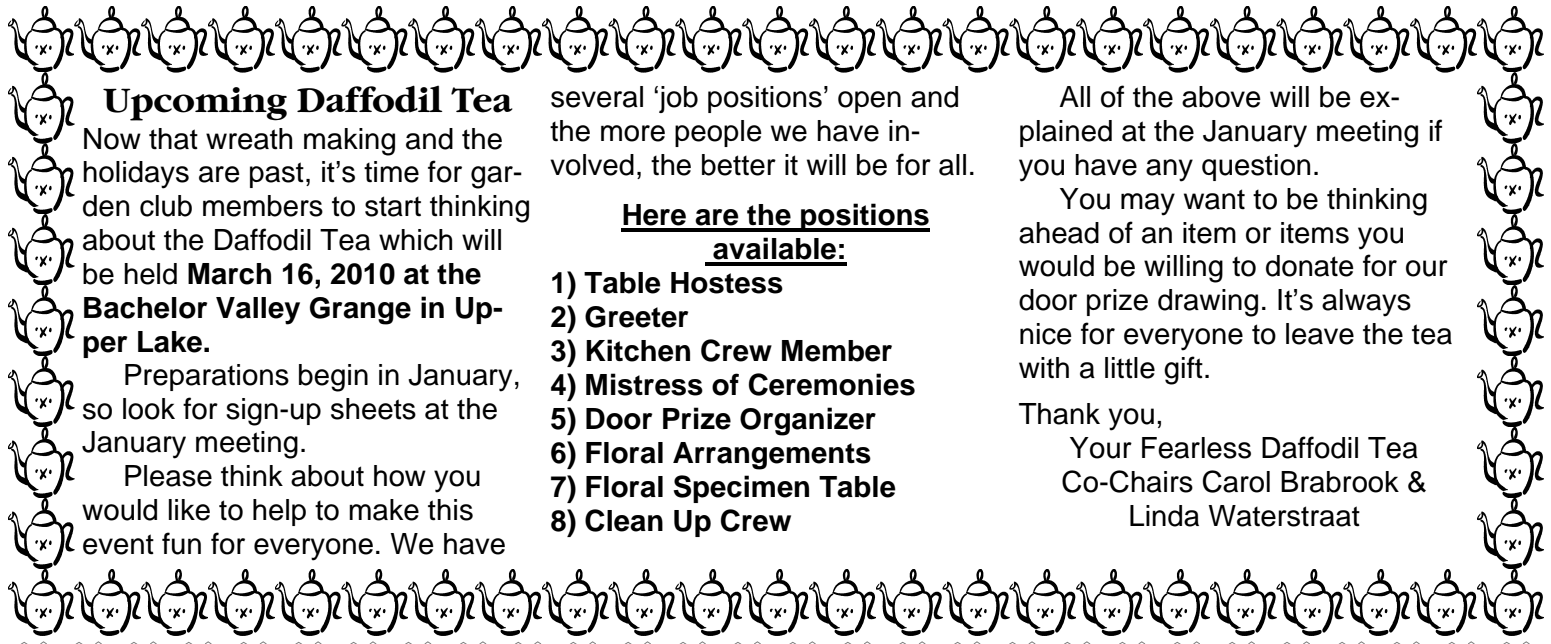 Upcoming Daffodil Tea
Now that wreath making and the
holidays are past, it's time for gar-
den club members to start thinking
about the Daffodil Tea which will
be held March 16, 2010 at the
Bachelor Valley Grange in Up-
per Lake.
Preparations begin in January,
so look for sign-up sheets at the
January meeting.
Please think about how you
would like to help to make this
event fun for everyone. We have
several 'job positions' open and
the more people we have in-
volved, the better it will be for all.
Here are the positions
available:
1) Table Hostess
2) Greeter
3) Kitchen Crew Member
4) Mistress of Ceremonies
5) Door Prize Organizer
6) Floral Arrangements
7) Floral Specimen Table
8) Clean Up Crew
All of the above will be ex-
plained at the January meeting if
you have any question.
You may want to be thinking
ahead of an item or items you
would be willing to donate for our
door prize drawing. It's always
nice for everyone to leave the tea
with a little gift.
Thank you,
Your Fearless Daffodil Tea
Co-Chairs Carol Brabrook &
Linda Waterstraat